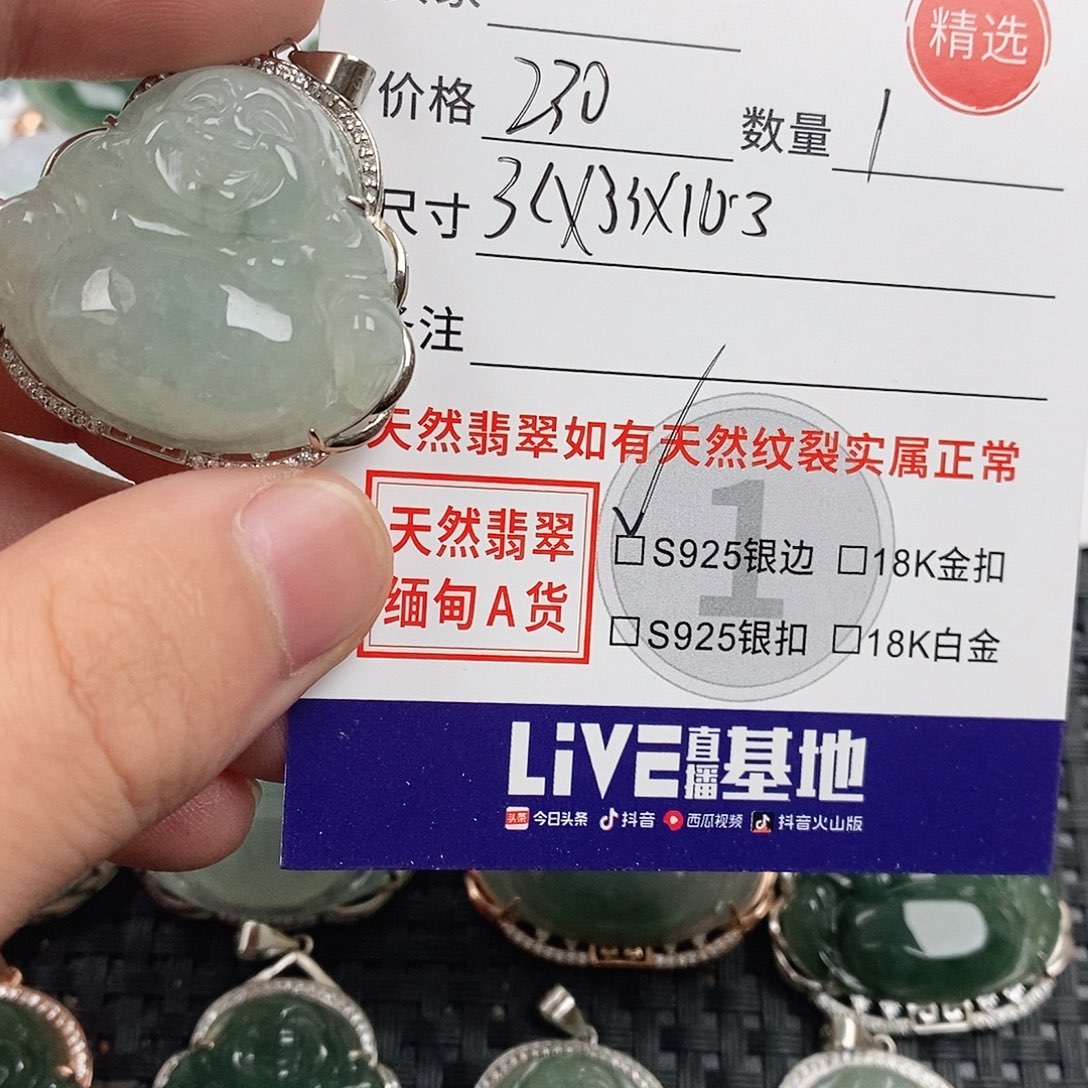 精选
价格 230 数量 1
尺寸
备注
天然翡翠如有天然纹裂实属正常
天然翡翠
缅甸A货
1
S925银边 18K金扣
S925银扣 18K白金
LiVE直播基地
头条 今日头条 抖音 西瓜视频 抖音火山版